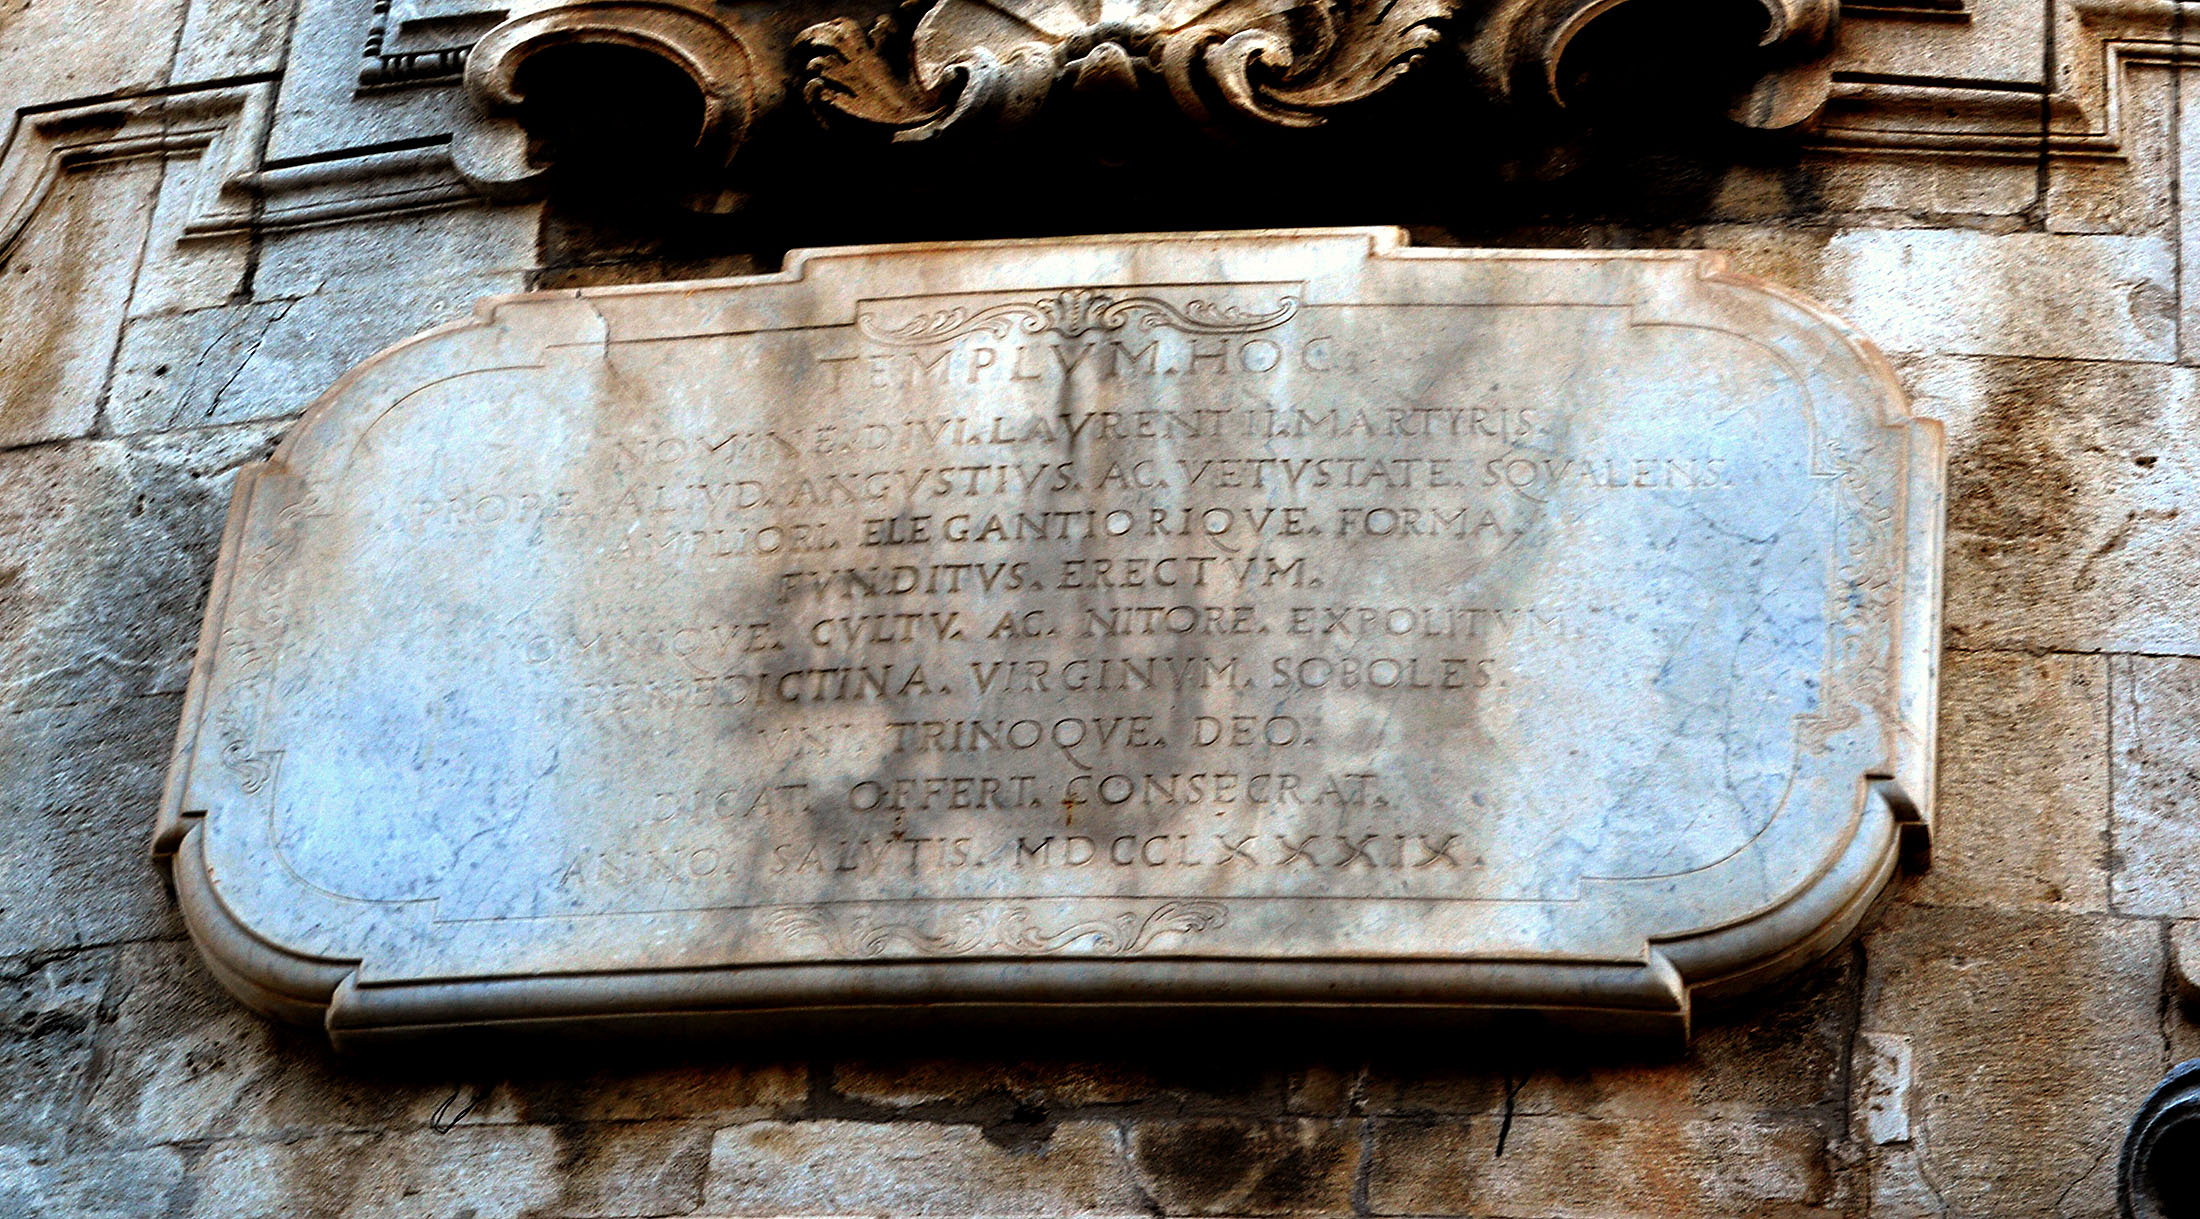 TEMPLVM. HOC.
NOMINE. DIVI. LAVRENTII. MARTYRIS.
PROPE. ALIVD. ANGVSTIVS. AC. VETVSTATE. SQVALENS.
AMPLIORI. ELEGANTIORIQVE. FORMA.
FVNDITVS. ERECTVM.
OMNIQVE. CVLTV. AC. NITORE. EXPOLITVM.
BENEDICTINA. VIRGINVM. SOBOLES.
VNI. TRINOQVE. DEO.
DICAT. OFFERT. CONSECRAT.
ANNO. SALVTIS. MDCCLXXXIX.